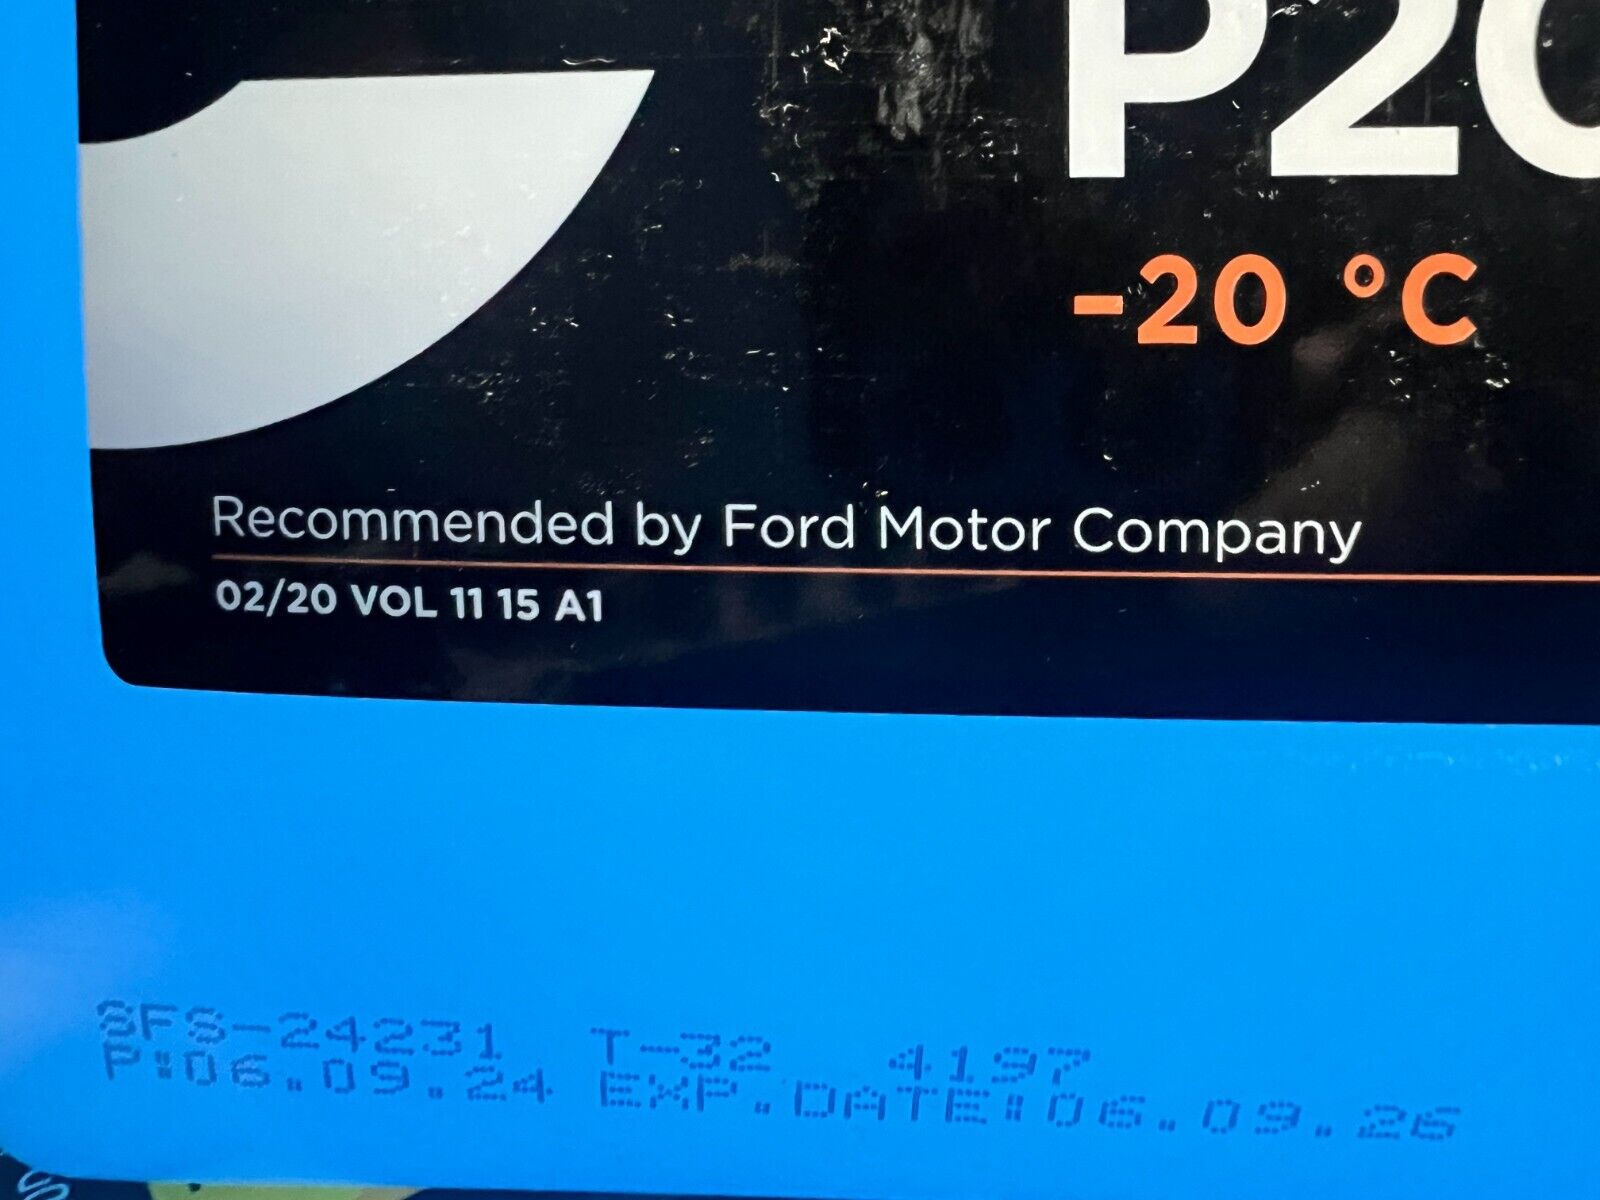 P20
-20 °C
Recommended by Ford Motor Company
02/20 VOL 11 15 A1
SFS-24231 T-32 4197
P:06.09.24 EXP.DATE:06.09.26